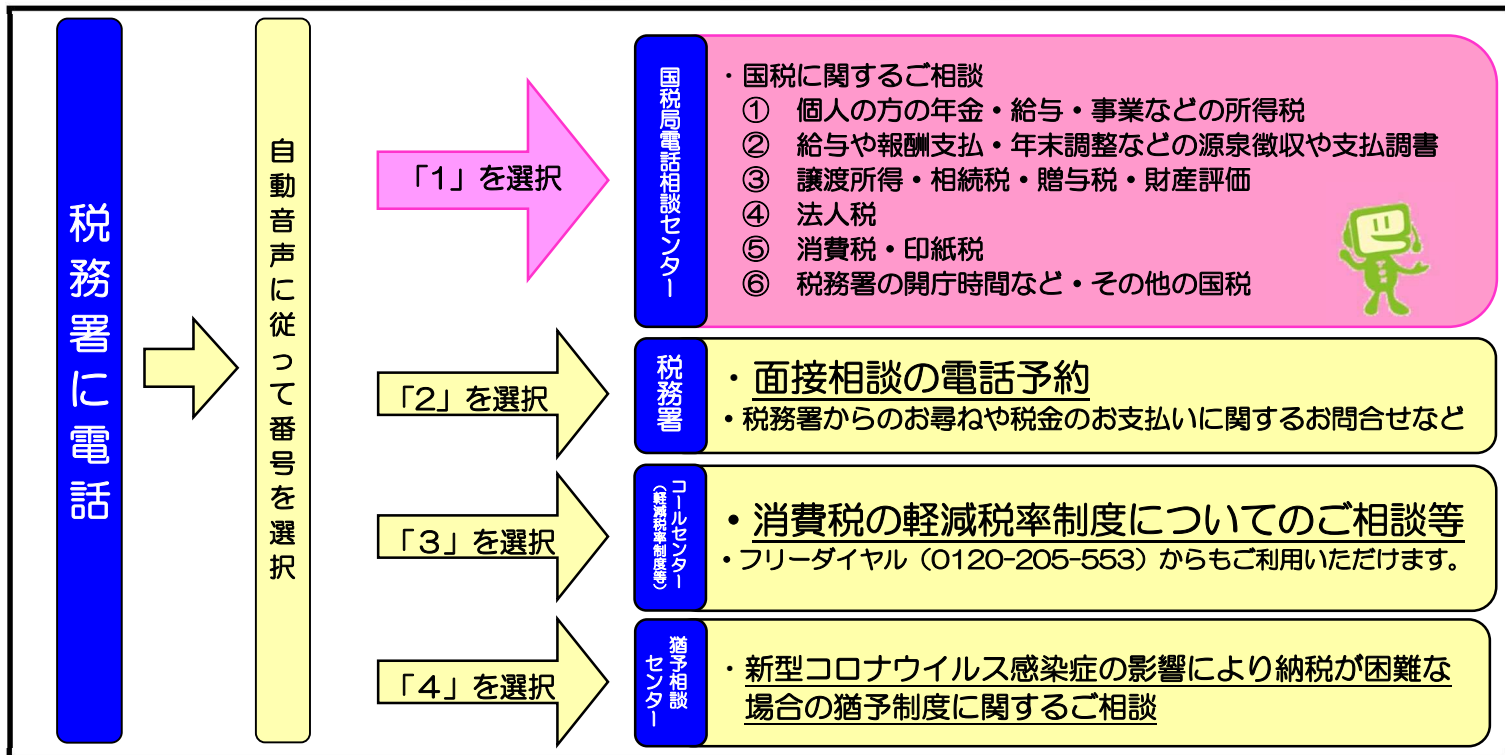 税務署に電話
自動音声に従って番号を選択
「1」を選択
国税局電話相談センター
・国税に関するご相談
① 個人の方の年金・給与・事業などの所得税
② 給与や報酬支払・年末調整などの源泉徴収や支払調書
③ 譲渡所得・相続税・贈与税・財産評価
④ 法人税
⑤ 消費税・印紙税
⑥ 税務署の開庁時間など・その他の国税
「2」を選択
税務署
・面接相談の電話予約
・税務署からのお尋ねや税金のお支払いに関するお問合せなど
「3」を選択
コールセンター
（軽減税率制度等）
・消費税の軽減税率制度についてのご相談等
・フリーダイヤル（0120-205-553）からもご利用いただけます。
「4」を選択
猶予相談
センター
・新型コロナウイルス感染症の影響により納税が困難な
場合の猶予制度に関するご相談